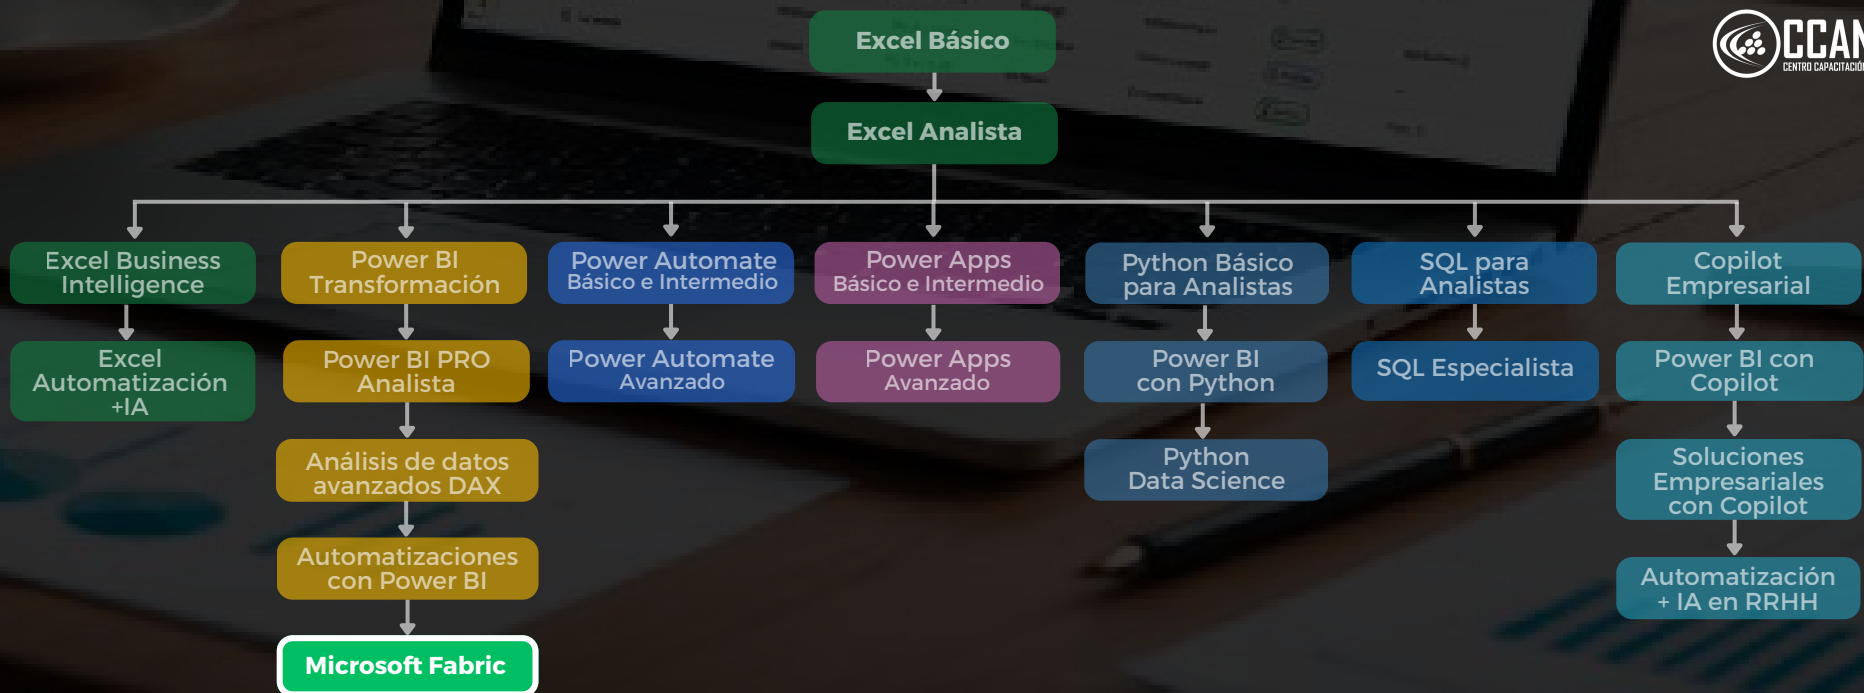 Excel Básico
CCAN
CENTRO CAPACITACIÓN
Excel Analista
Excel Business
Intelligence
Power BI
Transformación
Power Automate
Básico e Intermedio
Power Apps
Básico e Intermedio
Python Básico
para Analistas
SQL para
Analistas
Copilot
Empresarial
Excel
Automatización
+IA
Power BI PRO
Analista
Power Automate
Avanzado
Power Apps
Avanzado
Power BI
con Python
SQL Especialista
Power BI con
Copilot
Análisis de datos
avanzados DAX
Python
Data Science
Soluciones
Empresariales
con Copilot
Automatizaciones
con Power BI
Automatización
+ IA en RRHH
Microsoft Fabric